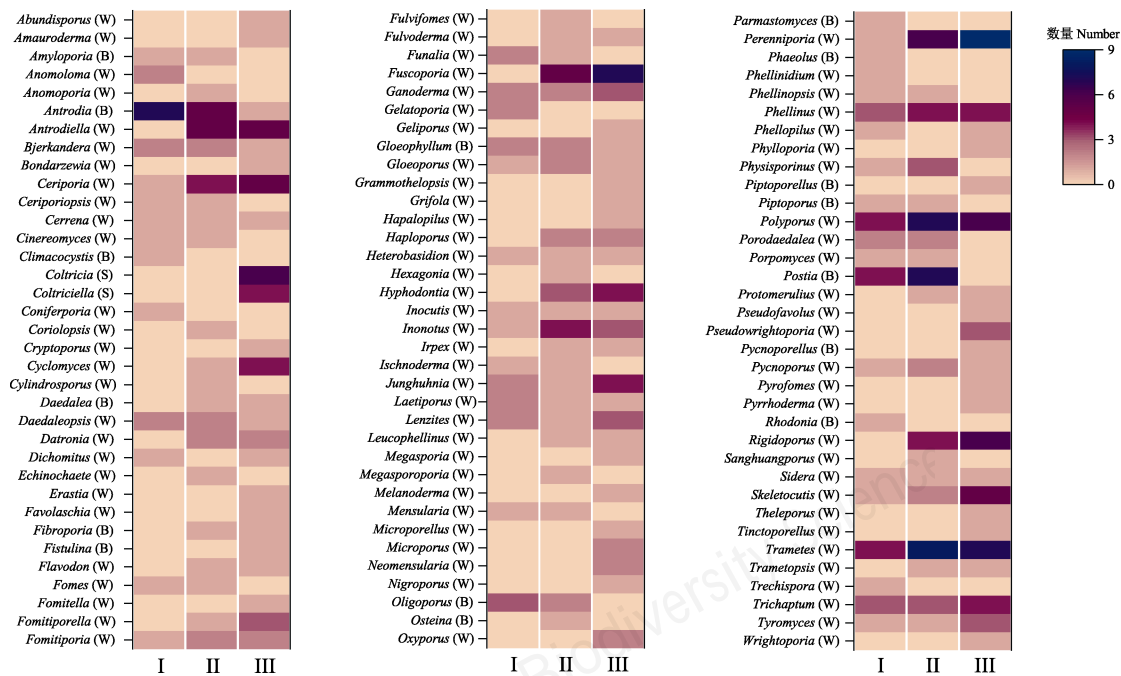 Abundisporus (W)
Amauroderma (W)
Amyloporia (B)
Anomoloma (W)
Anomoporia (W)
Antrodia (B)
Antrodiella (W)
Bjerkandera (W)
Bondarzewia (W)
Ceriporia (W)
Ceriporiopsis (W)
Cerrena (W)
Cinereomyces (W)
Climacocystis (B)
Coltricia (S)
Coltriciella (S)
Coniferporia (W)
Coriolopsis (W)
Cryptoporus (W)
Cyclomyces (W)
Cylindrosporus (W)
Daedalea (B)
Daedaleopsis (W)
Datronia (W)
Dichomitus (W)
Echinochaete (W)
Erastia (W)
Favolaschia (W)
Fibroporia (B)
Fistulina (B)
Flavodon (W)
Fomes (W)
Fomitella (W)
Fomitiporella (W)
Fomitiporia (W)
I II III
Fulvifomes (W)
Fulvoderma (W)
Funalia (W)
Fuscoporia (W)
Ganoderma (W)
Gelatoporia (W)
Geliporus (W)
Gloeophyllum (B)
Gloeoporus (W)
Grammothelopsis (W)
Grifola (W)
Hapalopilus (W)
Haploporus (W)
Heterobasidion (W)
Hexagonia (W)
Hyphodontia (W)
Inocutis (W)
Inonotus (W)
Irpex (W)
Ischnoderma (W)
Junghuhnia (W)
Laetiporus (W)
Lenzites (W)
Leucophellinus (W)
Megasporia (W)
Megasporoporia (W)
Melanoderma (W)
Mensularia (W)
Microporellus (W)
Microporus (W)
Neomensularia (W)
Nigroporus (W)
Oligoporus (B)
Osteina (B)
Oxyporus (W)
I II III
Parmastomyces (B)
Perenniporia (W)
Phaeolus (B)
Phellinidium (W)
Phellinopsis (W)
Phellinus (W)
Phellopilus (W)
Phylloporia (W)
Physisporinus (W)
Piptoporellus (B)
Piptoporus (B)
Polyporus (W)
Porodaedalea (W)
Porpomyces (W)
Postia (B)
Protomerulius (W)
Pseudofavolus (W)
Pseudowrightoporia (W)
Pycnoporellus (B)
Pycnoporus (W)
Pyrofomes (W)
Pyrrhoderma (W)
Rhodonia (B)
Rigidoporus (W)
Sanghuangporus (W)
Sidera (W)
Skeletocutis (W)
Theleporus (W)
Tinctoporellus (W)
Trametes (W)
Trametopsis (W)
Trechispora (W)
Trichaptum (W)
Tyromyces (W)
Wrightoporia (W)
I II III
数量 Number
9
6
3
0
Biodiversity Science